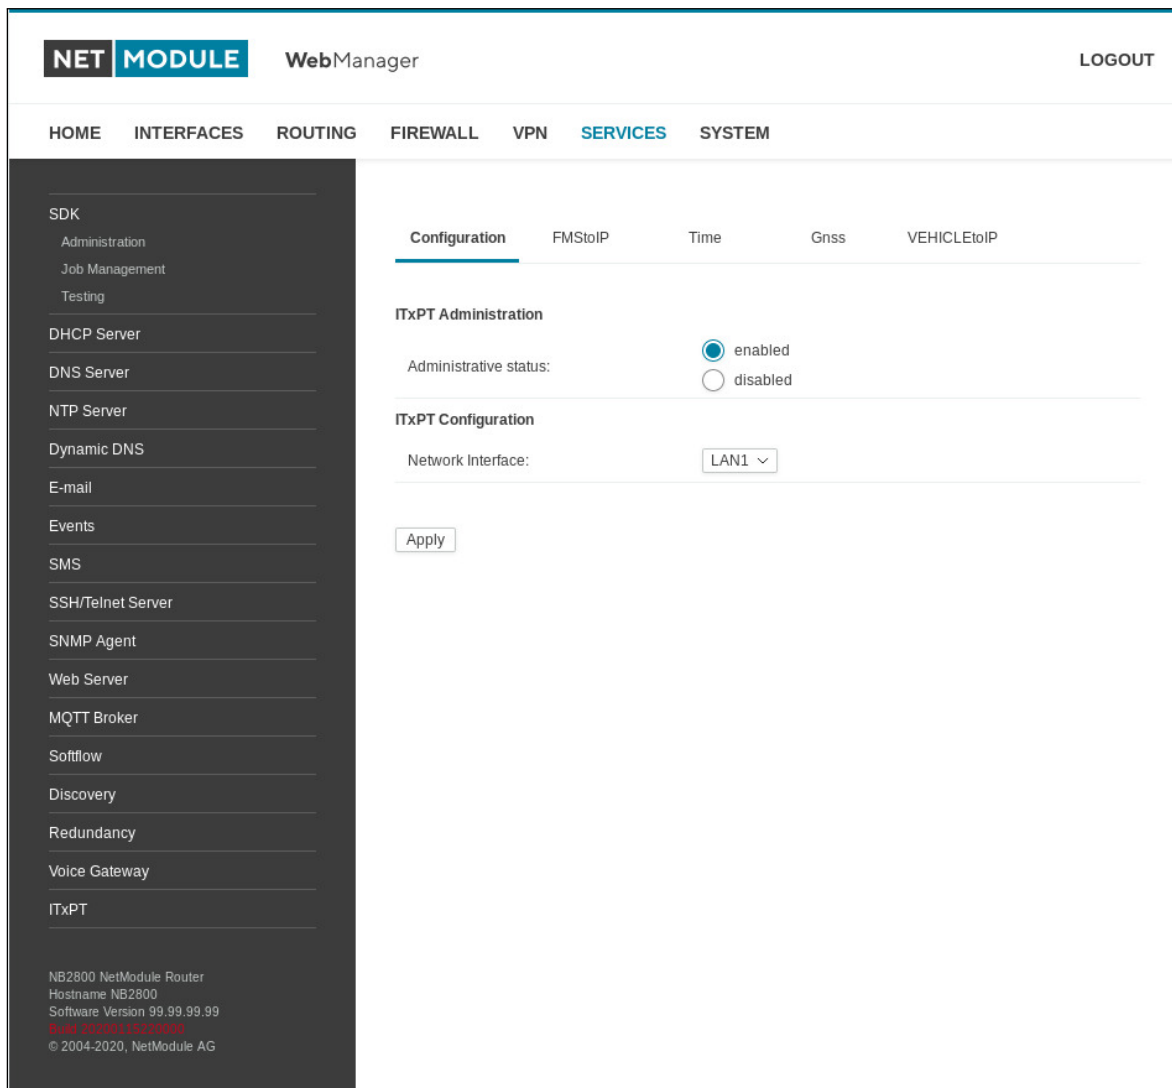 NET MODULE WebManager LOGOUT
HOME INTERFACES ROUTING FIREWALL VPN SERVICES SYSTEM
SDK
Administration
Job Management
Testing
DHCP Server
DNS Server
NTP Server
Dynamic DNS
E-mail
Events
SMS
SSH/Telnet Server
SNMP Agent
Web Server
MQTT Broker
Softflow
Discovery
Redundancy
Voice Gateway
ITxPT
NB2800 NetModule Router
Hostname NB2800
Software Version 99.99.99.99
Build
© 2004-2020, NetModule AG
Configuration FMStoIP Time Gnss VEHICLEtoIP
ITxPT Administration
Administrative status:
enabled
disabled
ITxPT Configuration
Network Interface: LAN1
Apply